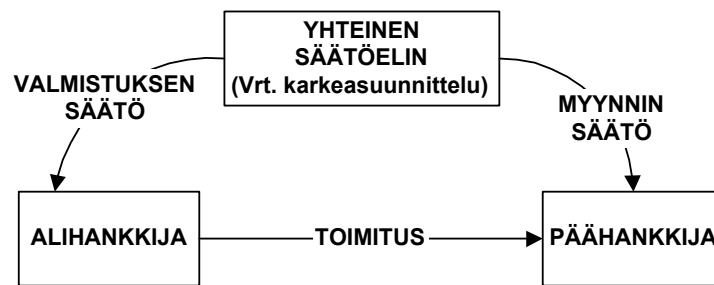 YHTEINEN
SÄÄTÖELIN
(Vrt. karkeasuunnittelu)
VALMISTUKSEN
SÄÄTÖ
MYYNNIN
SÄÄTÖ
ALIHANKKIJA
TOIMITUS
PÄÄHANKKIJA